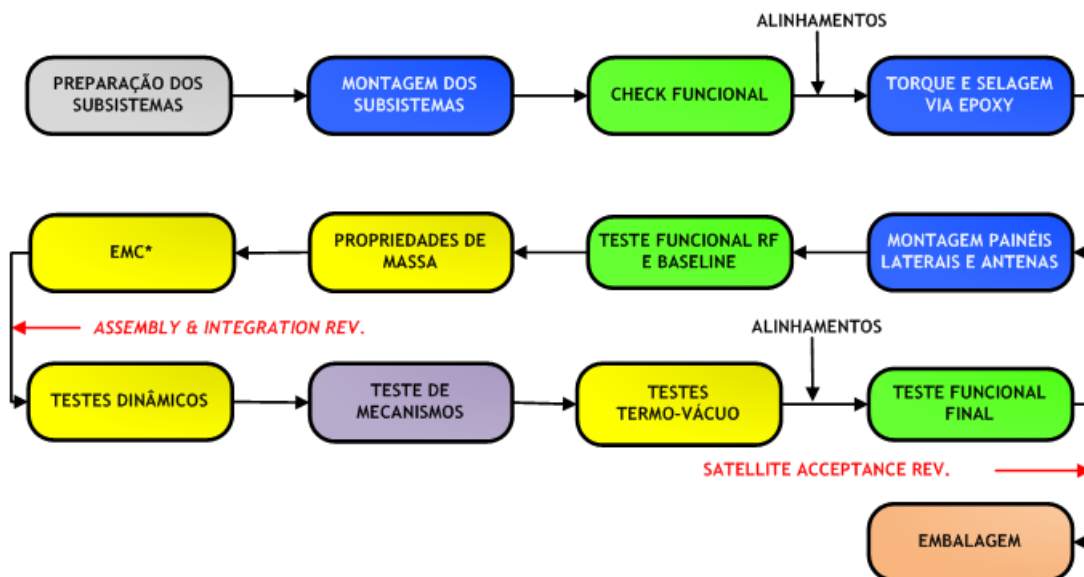 ALINHAMENTOS
PREPARAÇÃO DOS
SUBSISTEMAS
MONTAGEM DOS
SUBSISTEMAS
CHECK FUNCIONAL
TORQUE E SELAGEM
VIA EPOXY
EMC*
PROPRIEDADES DE
MASSA
TESTE FUNCIONAL RF
E BASELINE
MONTAGEM PAINÉIS
LATERAIS E ANTENAS
ASSEMBLY & INTEGRATION REV.
ALINHAMENTOS
TESTES DINÂMICOS
TESTE DE
MECANISMOS
TESTES
TERMO-VÁCUO
TESTE FUNCIONAL
FINAL
SATELLITE ACCEPTANCE REV.
EMBALAGEM